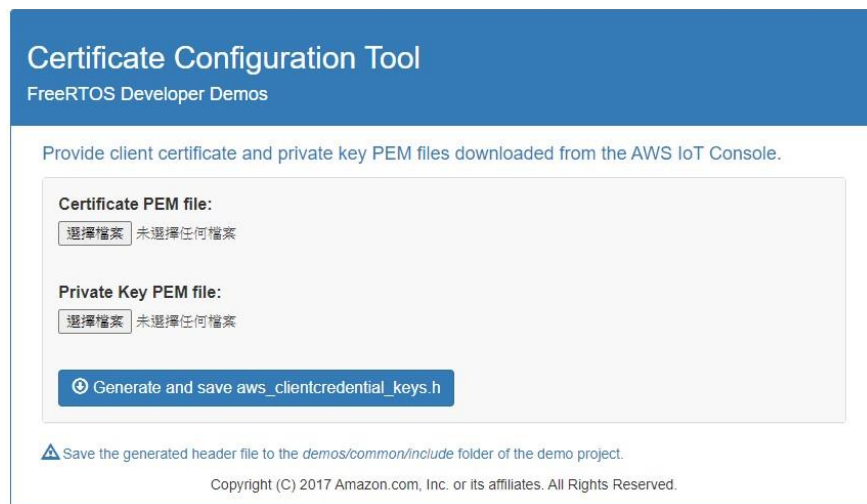 Certificate Configuration Tool
FreeRTOS Developer Demos
Provide client certificate and private key PEM files downloaded from the AWS IoT Console.
Certificate PEM file:
選擇檔案 未選擇任何檔案
Private Key PEM file:
選擇檔案 未選擇任何檔案
Generate and save aws_clientcredential_keys.h
Save the generated header file to the demos/common/include folder of the demo project.
Copyright (C) 2017 Amazon.com, Inc. or its affiliates. All Rights Reserved.